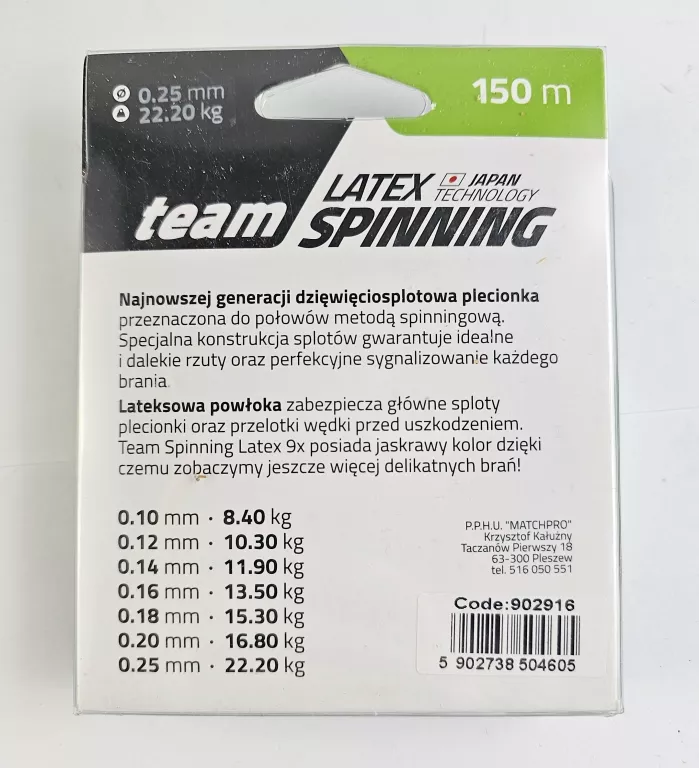 0.25 mm
22.20 kg
150 m
team
LATEX JAPAN TECHNOLOGY
SPINNING
Najnowszej generacji dzięwięciosplotowa plecionka
przeznaczona do połowów metodą spinningową.
Specjalna konstrukcja splotów gwarantuje idealne
i dalekie rzuty oraz perfekcyjne sygnalizowanie każdego
brania.
Lateksowa powłoka zabezpiecza główne sploty
plecionki oraz przelotki wędki przed uszkodzeniem.
Team Spinning Latex 9x posiada jaskrawy kolor dzięki
czemu zobaczymy jeszcze więcej delikatnych brań!
0.10 mm · 8.40 kg
0.12 mm · 10.30 kg
0.14 mm · 11.90 kg
0.16 mm · 13.50 kg
0.18 mm · 15.30 kg
0.20 mm · 16.80 kg
0.25 mm · 22.20 kg
P.P.H.U. "MATCHPRO"
Krzysztof Kałużny
Taczanów Pierwszy 18
63-300 Pleszew
tel. 516 050 551
Code:902916
5 902738 504605